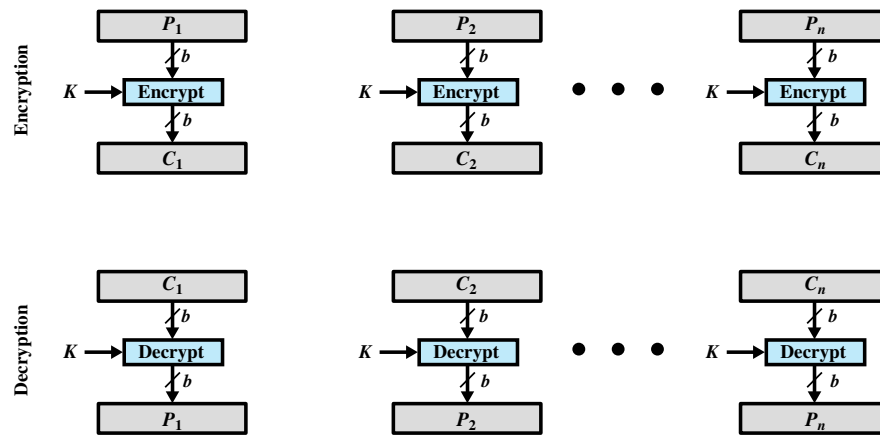 Encryption
P1 P2 Pn
b b b
K Encrypt K Encrypt K Encrypt
b b b
C1 C2 Cn
Decryption
C1 C2 Cn
b b b
K Decrypt K Decrypt K Decrypt
b b b
P1 P2 Pn